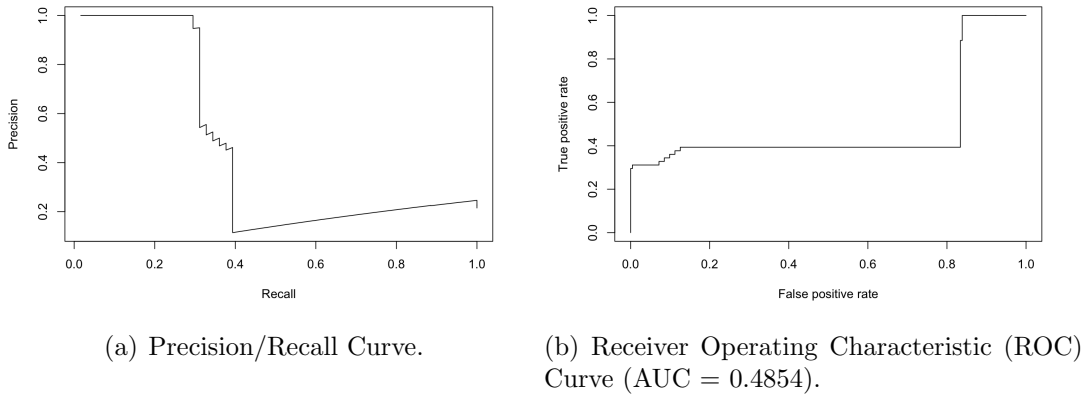 1.0
0.8
0.6
0.4
0.2
Precision
0.0 0.2 0.4 0.6 0.8 1.0
Recall
(a) Precision/Recall Curve.
1.0
0.8
0.6
0.4
0.2
0.0
True positive rate
0.0 0.2 0.4 0.6 0.8 1.0
False positive rate
(b) Receiver Operating Characteristic (ROC)
Curve (AUC = 0.4854).